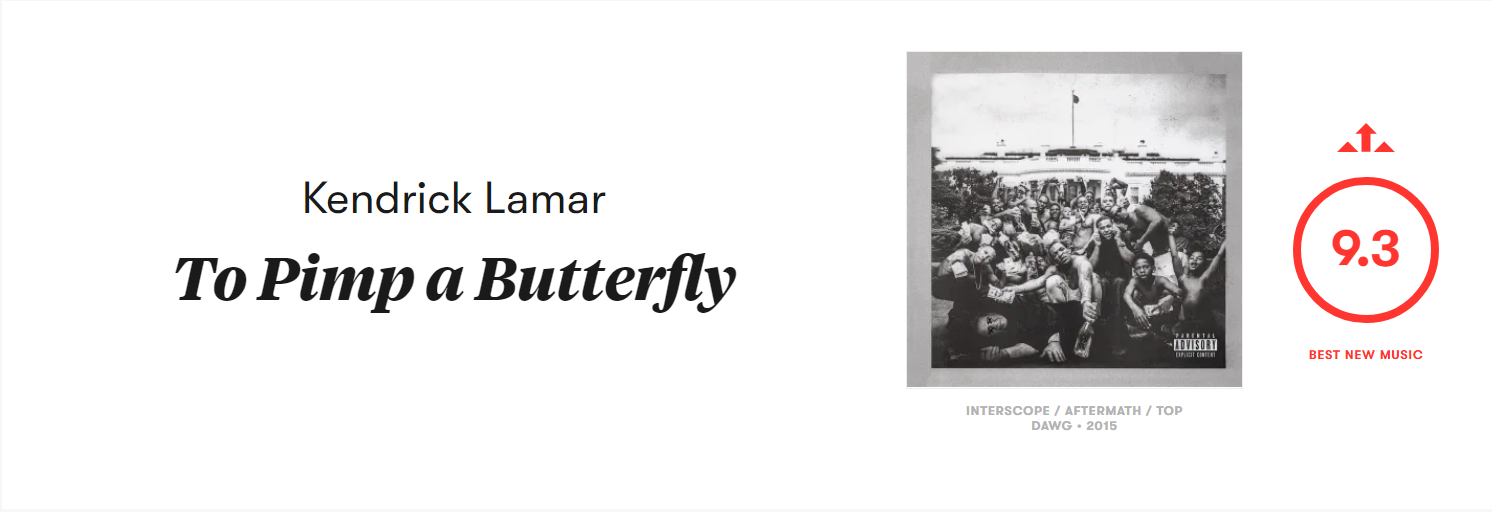 Kendrick Lamar
To Pimp a Butterfly
PARENTAL
ADVISORY
EXPLICIT CONTENT
9.3
BEST NEW MUSIC
INTERSCOPE / AFTERMATH / TOP
DAWG • 2015